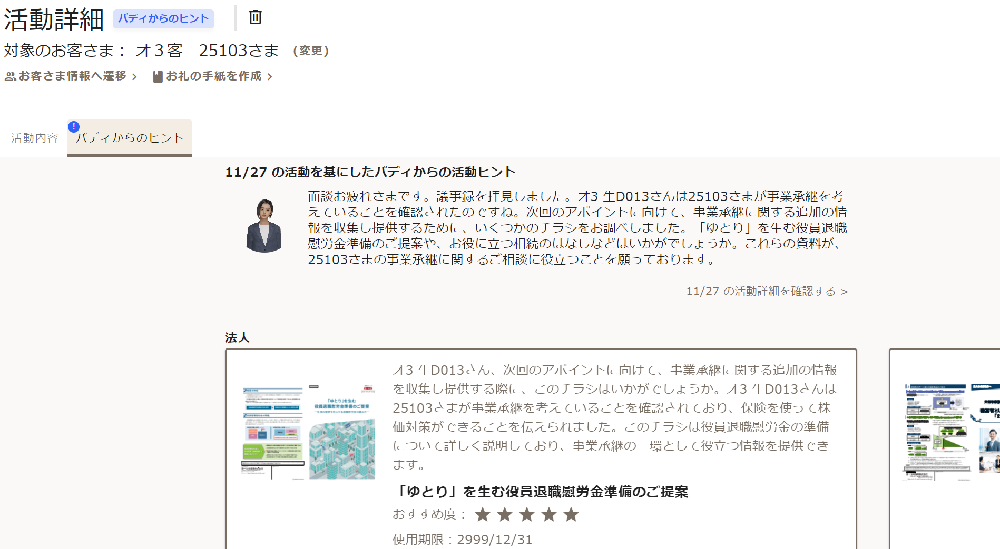 活動詳細 バディからのヒント
対象のお客さま： オ３客　25103さま （変更）
お客さま情報へ遷移 › お礼の手紙を作成 ›
活動内容 ! バディからのヒント
11/27 の活動を基にしたバディからの活動ヒント
面談お疲れさまです。議事録を拝見しました。オ3 生D013さんは25103さまが事業承継を考
えていることを確認されたのですね。次回のアポイントに向けて、事業承継に関する追加の情
報を収集し提供するために、いくつかのチラシをお調べしました。「ゆとり」を生む役員退職
慰労金準備のご提案や、お役に立つ相続のはなしなどはいかがでしょうか。これらの資料が、
25103さまの事業承継に関するご相談に役立つことを願っております。
11/27 の活動詳細を確認する >
法人
オ3 生D013さん、次回のアポイントに向けて、事業承継に関する追加の情報
を収集し提供する際に、このチラシはいかがでしょうか。オ3 生D013さんは
25103さまが事業承継を考えていることを確認されており、保険を使って株
価対策ができることを伝えられました。このチラシは役員退職慰労金の準備
について詳しく説明しており、事業承継の一環として役立つ情報を提供でき
ます。
「ゆとり」を生む
役員退職慰労金準備のご提案
「ゆとり」を生む役員退職慰労金準備のご提案
おすすめ度： ★ ★ ★ ★ ★
使用期限：2999/12/31